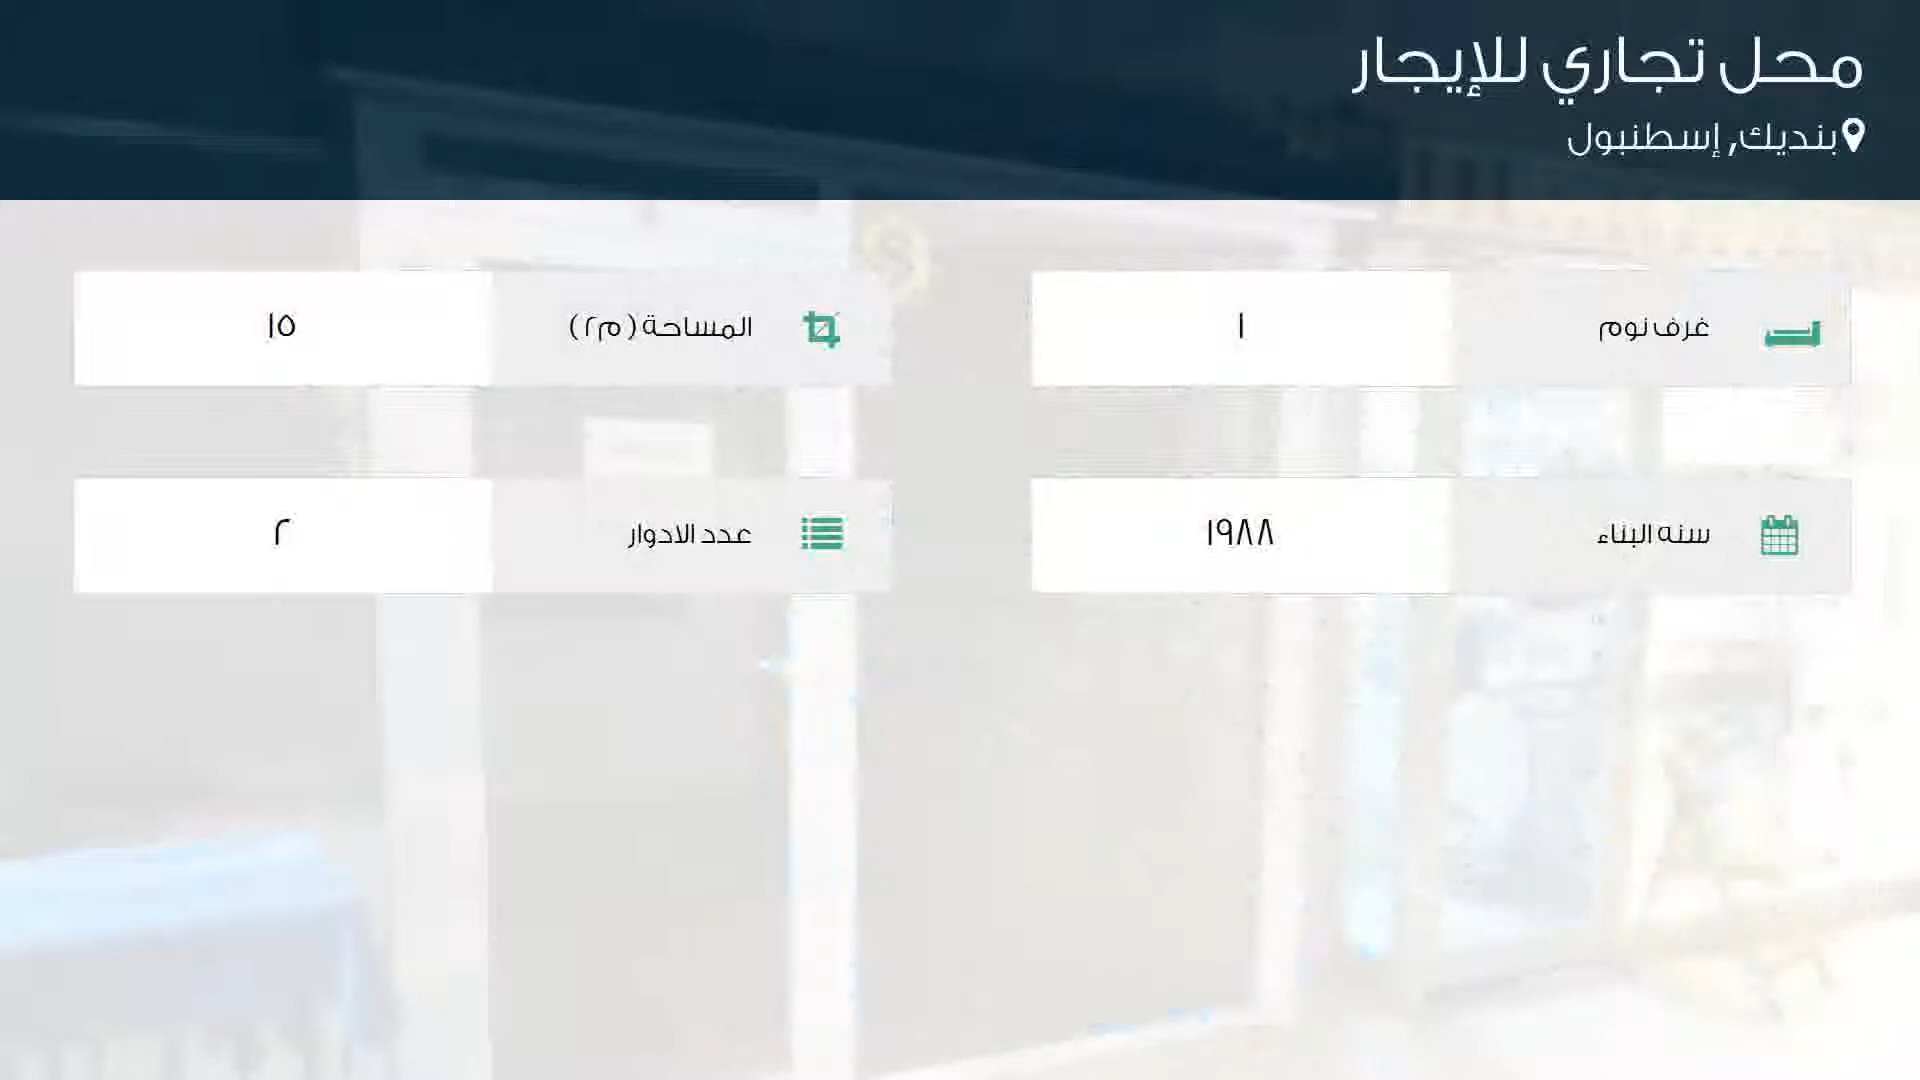 محل تجاري للإيجار
بنديك, إسطنبول
غرف نوم
١
المساحة (م٢)
١٥
سنه البناء
١٩٨٨
عدد الادوار
٢